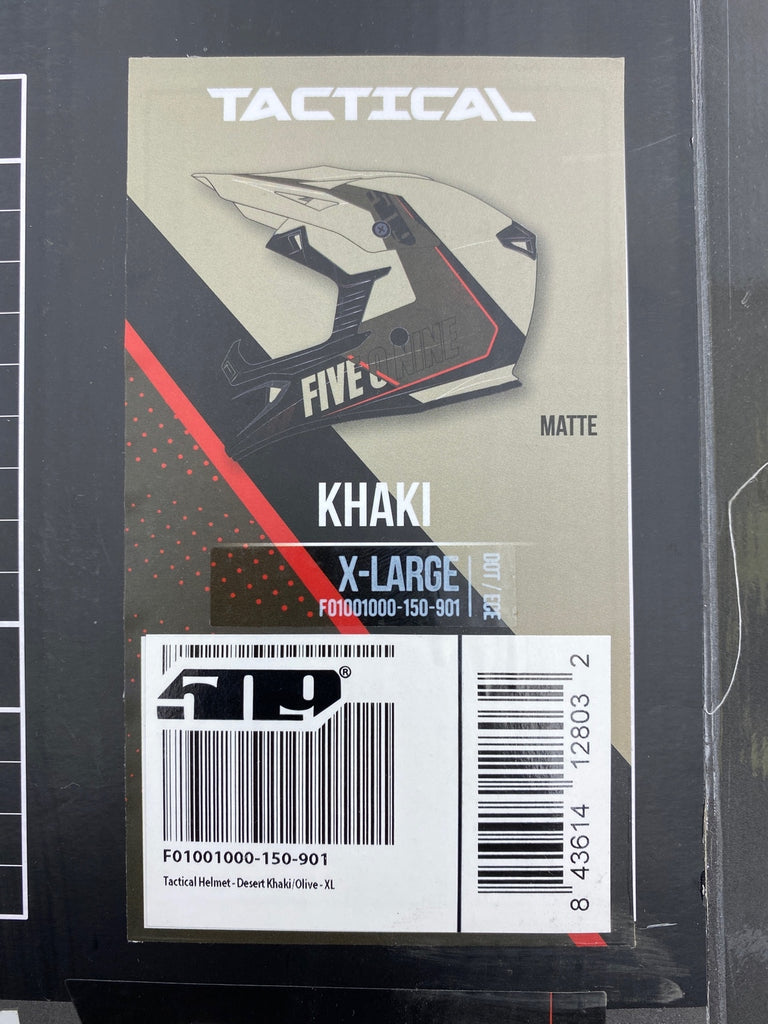 TACTICAL
FIVE O NINE
MATTE
KHAKI
X-LARGE
F01001000-150-901
DOT / ECE
509®
F01001000-150-901
Tactical Helmet - Desert Khaki/Olive - XL
8 43614 12803 2